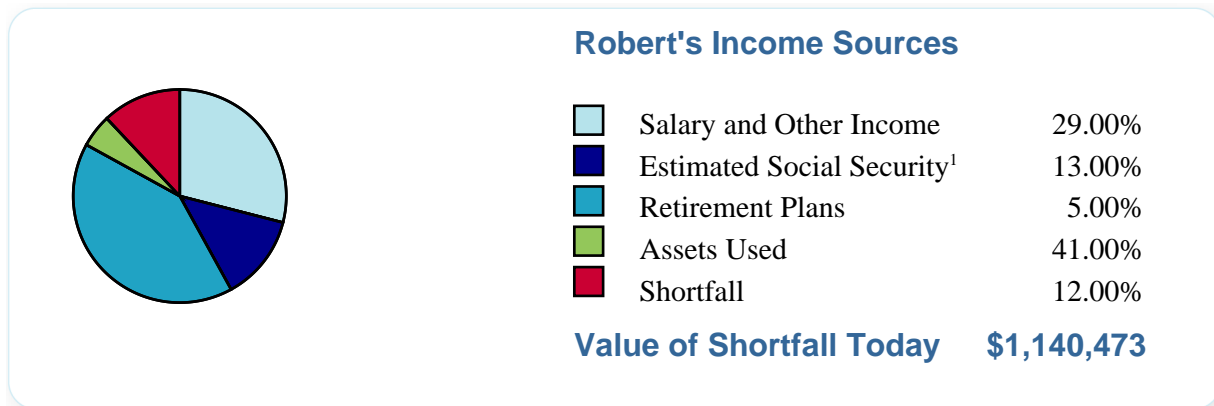 Robert's Income Sources
Salary and Other Income 29.00%
Estimated Social Security¹ 13.00%
Retirement Plans 5.00%
Assets Used 41.00%
Shortfall 12.00%
Value of Shortfall Today $1,140,473